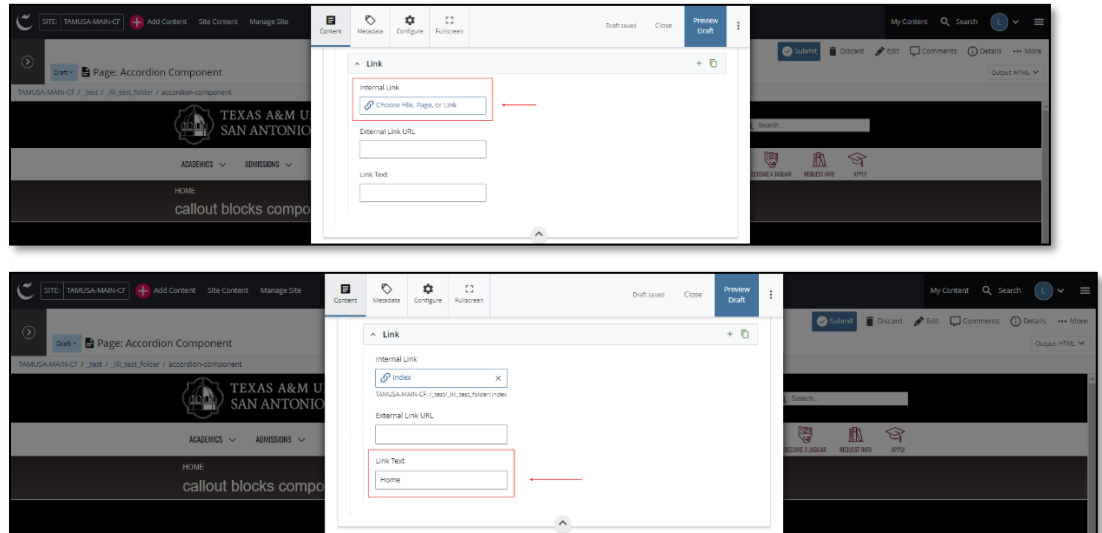 SITE: TAMUSA-MAIN-CF Add Content Site Content Manage Site
Content Metadata Configure Fullscreen
Draft saved Close Preview Draft
My Content Search L
Submit Discard Edit Comments Details More
Draft Page: Accordion Component
Output: HTML
TAMUSA-MAIN-CF / _test / _lili_test_folder / accordion-component
Link
Internal Link
Choose File, Page, or Link
External Link URL
Link Text
TEXAS A&M U
SAN ANTONIO
Search...
ACADEMICS ADMISSIONS
BECOME A JAGUAR REQUEST INFO APPLY
HOME
callout blocks compo
SITE: TAMUSA-MAIN-CF Add Content Site Content Manage Site
Content Metadata Configure Fullscreen
Draft saved Close Preview Draft
My Content Search L
Submit Discard Edit Comments Details More
Draft Page: Accordion Component
Output: HTML
TAMUSA-MAIN-CF / _test / _lili_test_folder / accordion-component
Link
Internal Link
Index
TAMUSA-MAIN-CF: /_test/_lili_test_folder/index
External Link URL
Link Text
Home
TEXAS A&M U
SAN ANTONIO
Search...
ACADEMICS ADMISSIONS
BECOME A JAGUAR REQUEST INFO APPLY
HOME
callout blocks compo